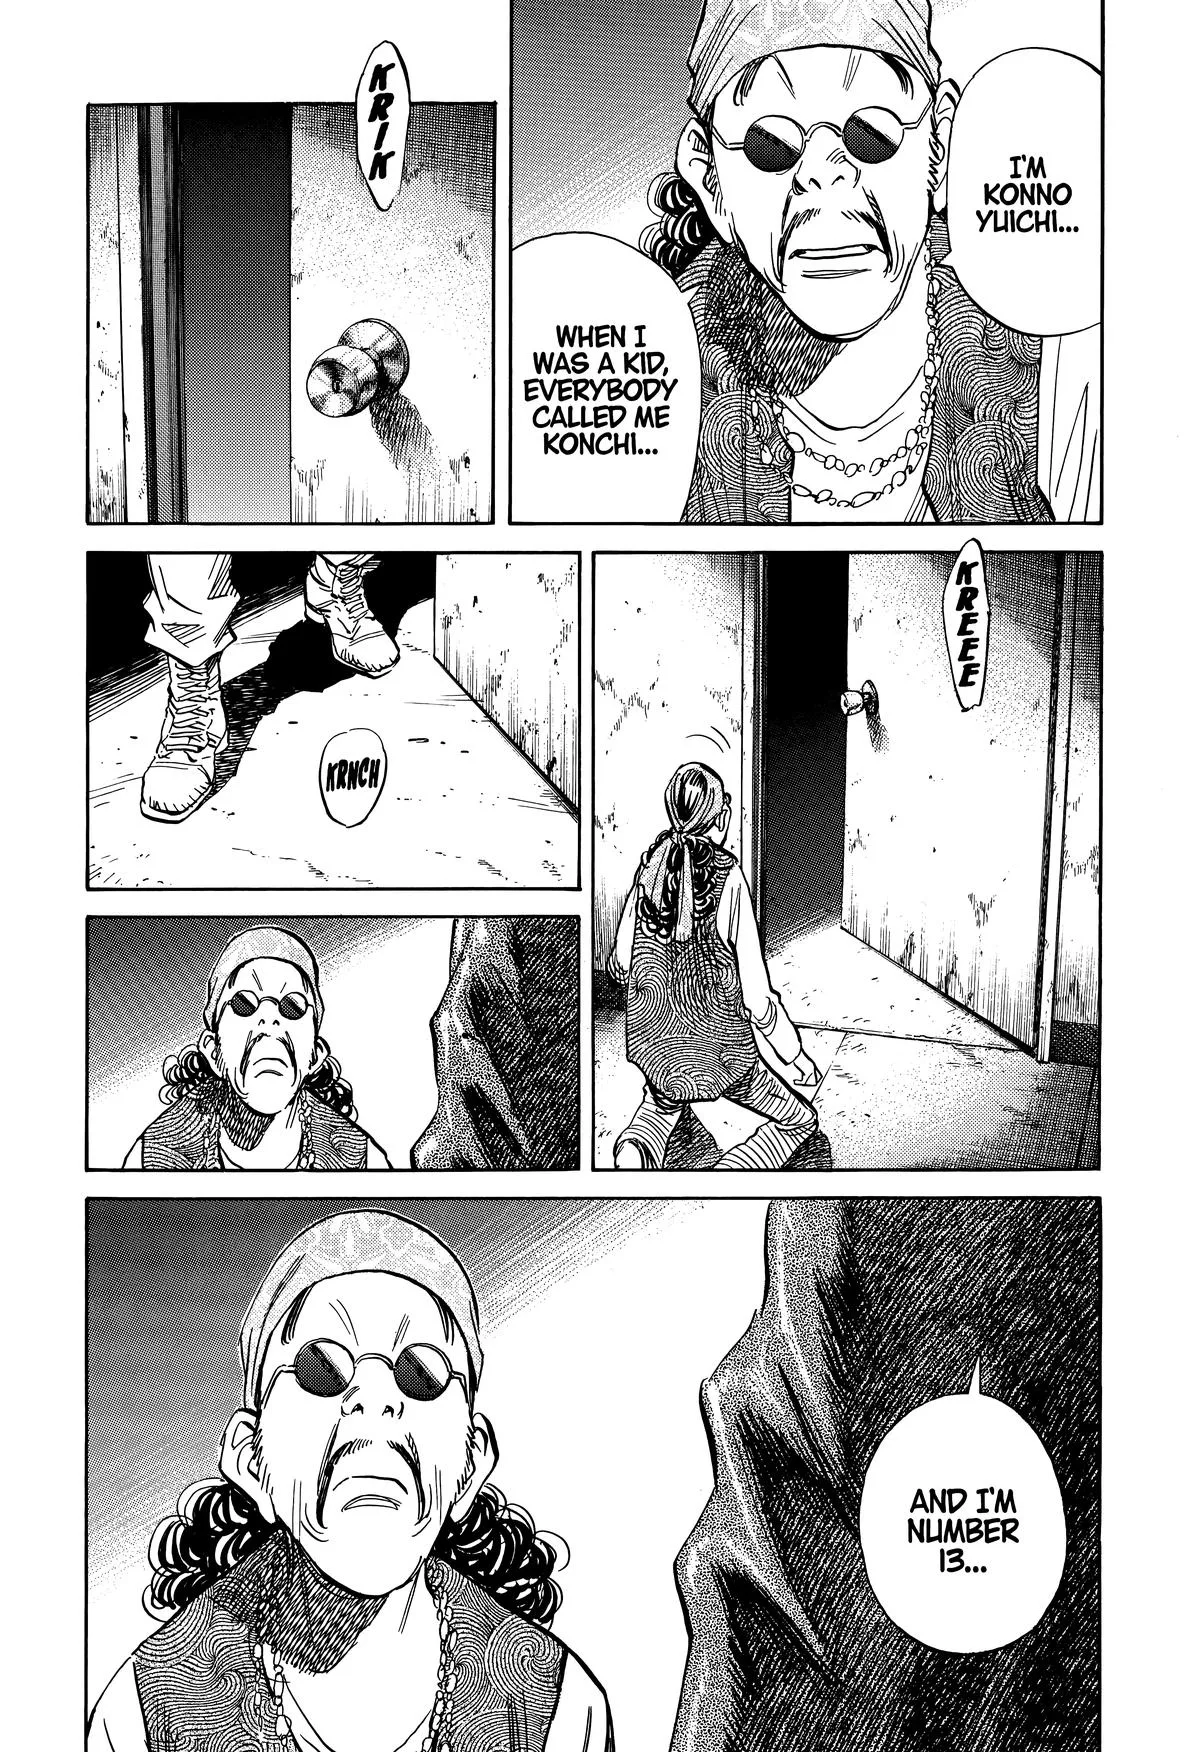 I'M
KONNO
YUICHI...
WHEN I
WAS A KID,
EVERYBODY
CALLED ME
KONCHI...
KRIK
KREEE
KRNCH
AND I'M
NUMBER
13...